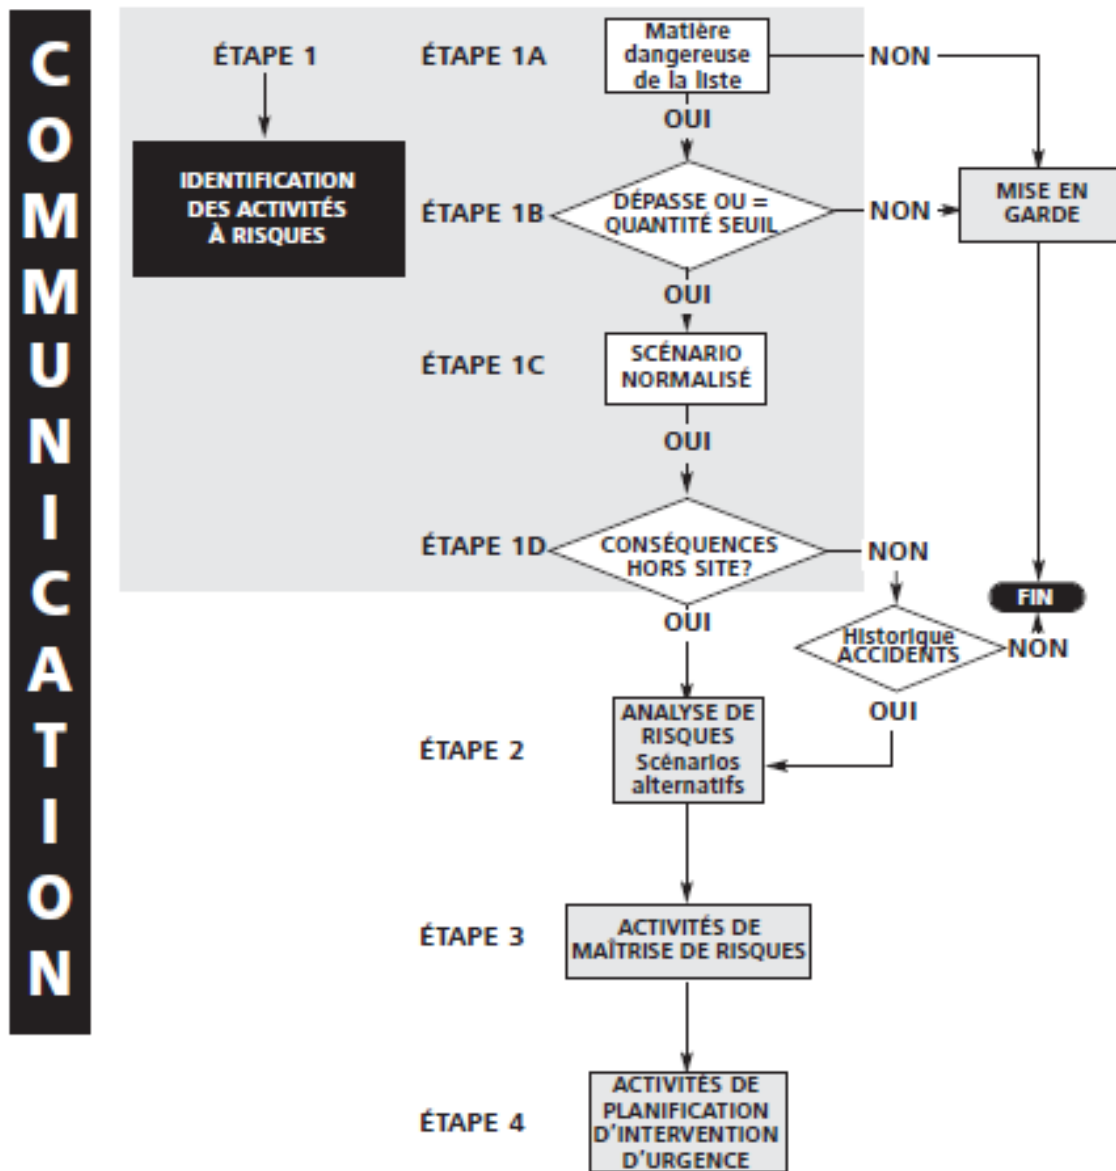 COMMUNICATION
ÉTAPE 1
IDENTIFICATION
DES ACTIVITÉS
À RISQUES
ÉTAPE 1A
Matière
dangereuse
de la liste
NON
OUI
ÉTAPE 1B
DÉPASSE OU =
QUANTITÉ SEUIL
NON
MISE EN
GARDE
OUI
ÉTAPE 1C
SCÉNARIO
NORMALISÉ
OUI
ÉTAPE 1D
CONSÉQUENCES
HORS SITE?
NON
FIN
OUI
Historique
ACCIDENTS
NON
OUI
ÉTAPE 2
ANALYSE DE
RISQUES
Scénarios
alternatifs
ÉTAPE 3
ACTIVITÉS DE
MAÎTRISE DE RISQUES
ÉTAPE 4
ACTIVITÉS DE
PLANIFICATION
D'INTERVENTION
D'URGENCE